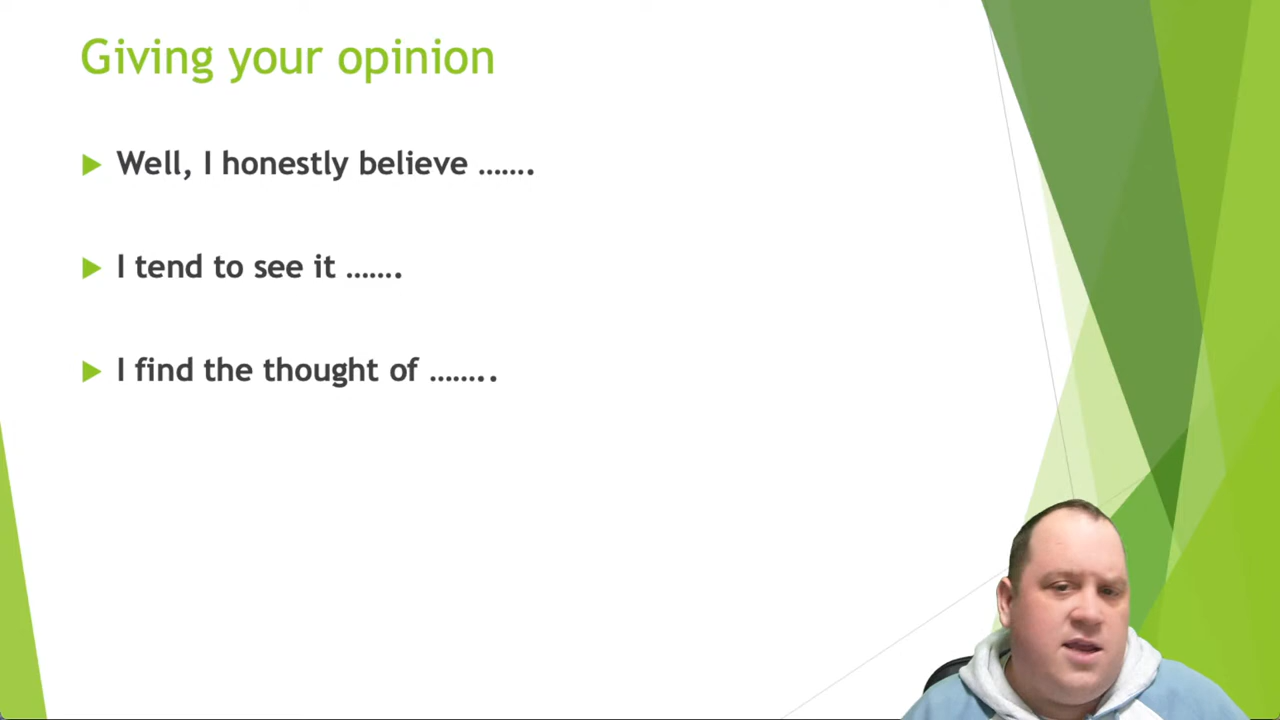 Giving your opinion
Well, I honestly believe …….
I tend to see it …….
I find the thought of ……..